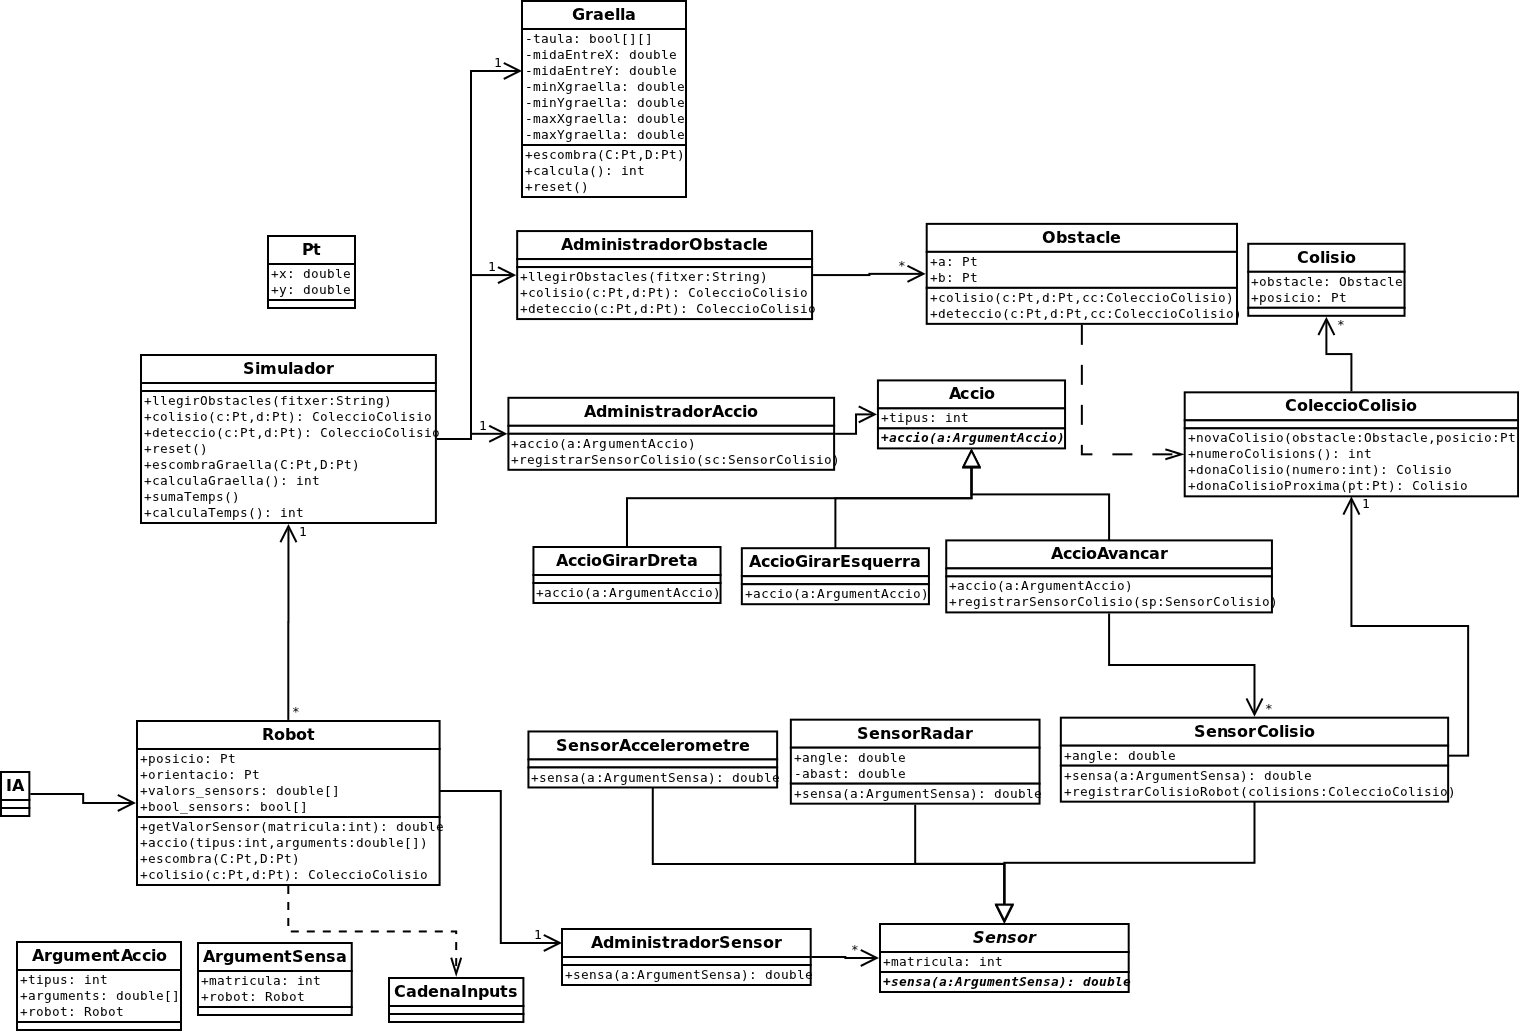 Graella
-taula: bool[][]
-midaEntreX: double
-midaEntreY: double
-minXgraella: double
-minYgraella: double
-maxXgraella: double
-maxYgraella: double
+escombra(C:Pt,D:Pt)
+calcula(): int
+reset()
1
Pt
+x: double
+y: double
1
AdministradorObstacle
+llegirObstacles(fitxer:String)
+colisio(c:Pt,d:Pt): ColeccioColisio
+deteccio(c:Pt,d:Pt): ColeccioColisio
*
Obstacle
+a: Pt
+b: Pt
+colisio(c:Pt,d:Pt,cc:ColeccioColisio)
+deteccio(c:Pt,d:Pt,cc:ColeccioColisio)
Colisio
+obstacle: Obstacle
+posicio: Pt
*
Simulador
+llegirObstacles(fitxer:String)
+colisio(c:Pt,d:Pt): ColeccioColisio
+deteccio(c:Pt,d:Pt): ColeccioColisio
+reset()
+escombraGraella(C:Pt,D:Pt)
+calculaGraella(): int
+sumaTemps()
+calculaTemps(): int
1
1
AdministradorAccio
+accio(a:ArgumentAccio)
+registrarSensorColisio(sc:SensorColisio)
Accio
+tipus: int
+accio(a:ArgumentAccio)
ColeccioColisio
+novaColisio(obstacle:Obstacle,posicio:Pt
+numeroColisions(): int
+donaColisio(numero:int): Colisio
+donaColisioProxima(pt:Pt): Colisio
1
AccioGirarDreta
+accio(a:ArgumentAccio)
AccioGirarEsquerra
+accio(a:ArgumentAccio)
AccioAvancar
+accio(a:ArgumentAccio)
+registrarSensorColisio(sp:SensorColisio)
*
*
IA
Robot
+posicio: Pt
+orientacio: Pt
+valors_sensors: double[]
+bool_sensors: bool[]
+getValorSensor(matricula:int): double
+accio(tipus:int,arguments:double[])
+escombra(C:Pt,D:Pt)
+colisio(c:Pt,d:Pt): ColeccioColisio
SensorAccelerometre
+sensa(a:ArgumentSensa): double
SensorRadar
+angle: double
-abast: double
+sensa(a:ArgumentSensa): double
SensorColisio
+angle: double
+sensa(a:ArgumentSensa): double
+registrarColisioRobot(colisions:ColeccioColisio)
ArgumentAccio
+tipus: int
+arguments: double[]
+robot: Robot
ArgumentSensa
+matricula: int
+robot: Robot
CadenaInputs
1
AdministradorSensor
+sensa(a:ArgumentSensa): double
*
Sensor
+matricula: int
+sensa(a:ArgumentSensa): double